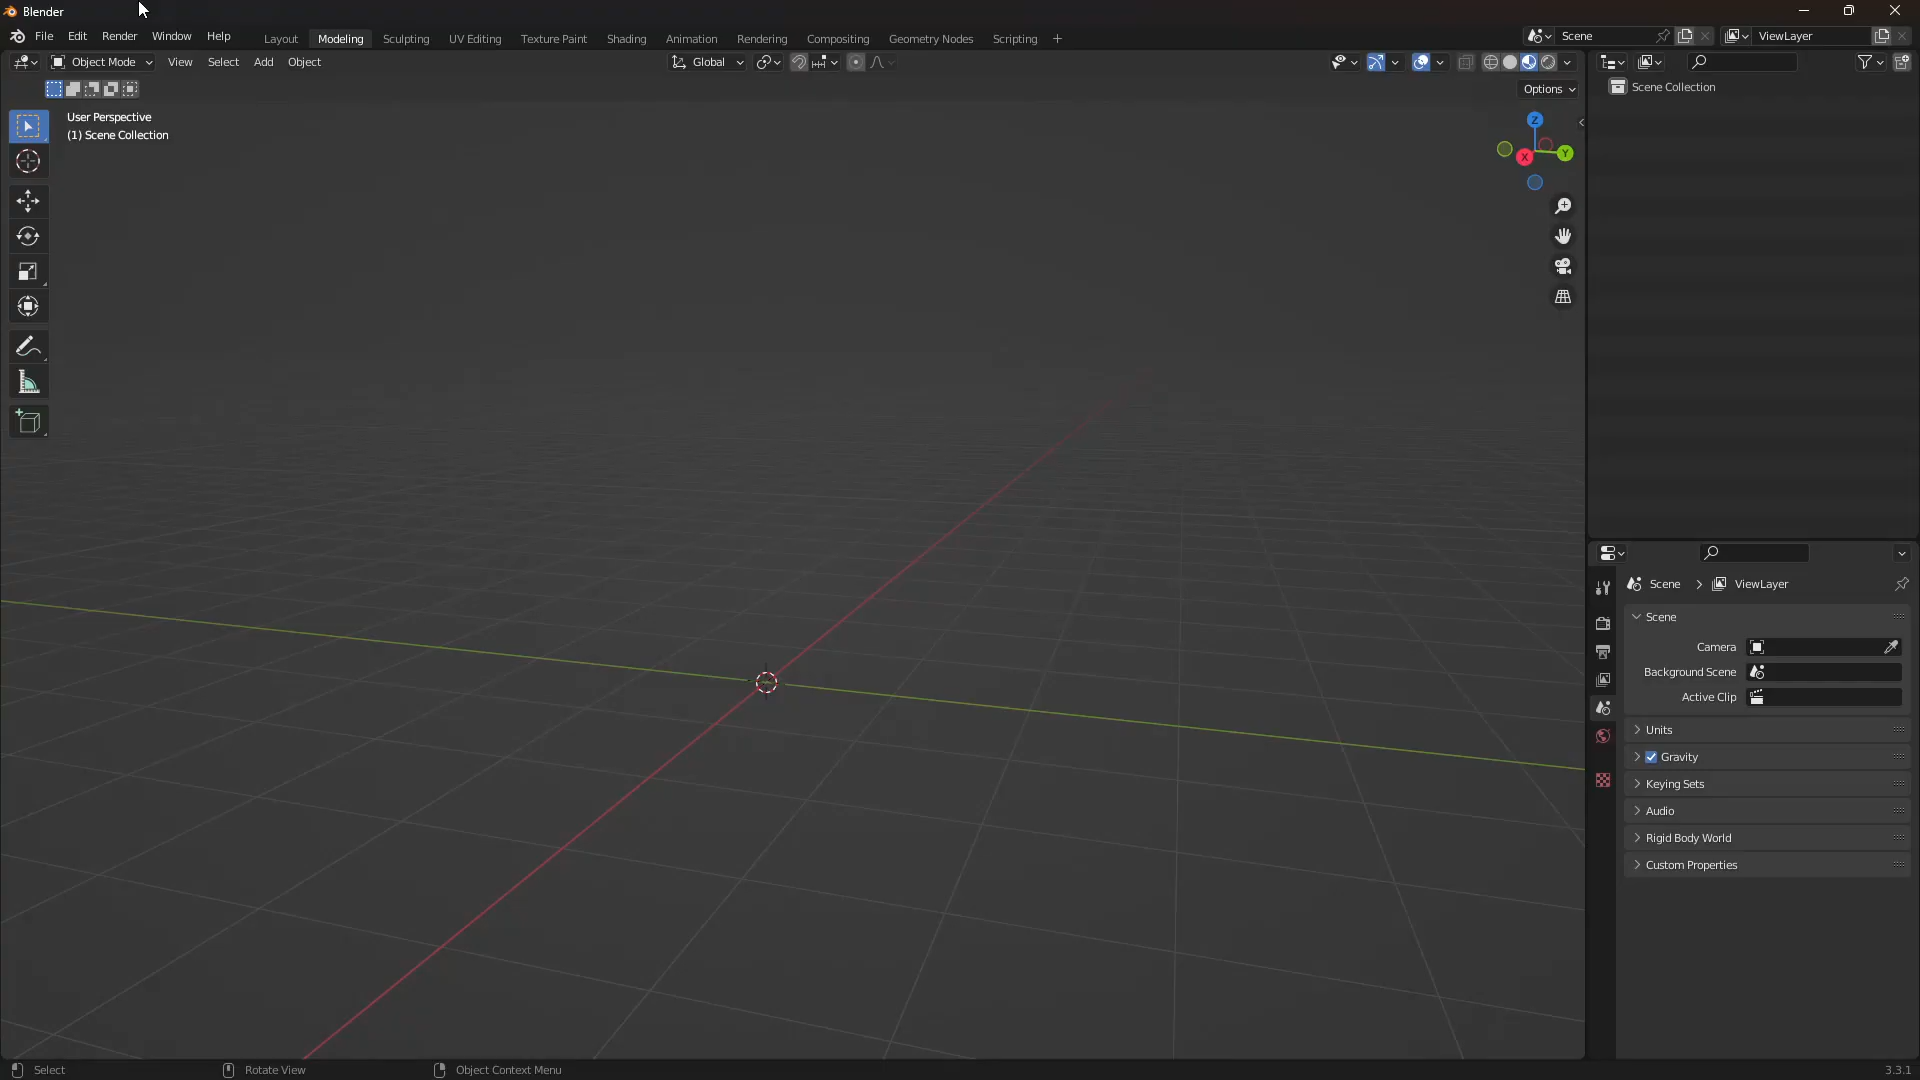 Blender
File Edit Render Window Help Layout Modeling Sculpting UV Editing Texture Paint Shading Animation Rendering Compositing Geometry Nodes Scripting + Scene ViewLayer
Object Mode View Select Add Object Global
Options
User Perspective
(1) Scene Collection
Z
X
Y
Scene Collection
Scene > ViewLayer
Scene
Camera
Background Scene
Active Clip
Units
Gravity
Keying Sets
Audio
Rigid Body World
Custom Properties
Select Rotate View Object Context Menu 3.3.1